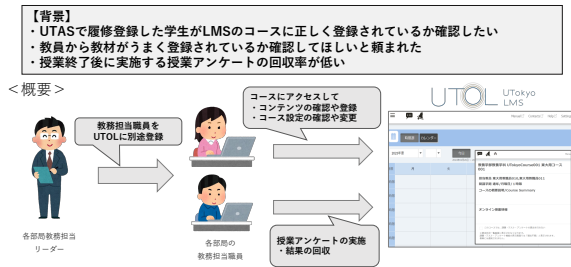 【背景】
・UTASで履修登録した学生がLMSのコースに正しく登録されているか確認したい
・教員から教材がうまく登録されているか確認してほしいと頼まれた
・授業終了後に実施する授業アンケートの回収率が低い
<概要>
教務担当職員を
UTOLに別途登録
コースにアクセスして
・コンテンツの確認や登録
・コース設定の確認や変更
UTOL
UTokyo
LMS
各部局教務担当
リーダー
各部局の
教務担当職員
授業アンケートの実施
・結果の回収